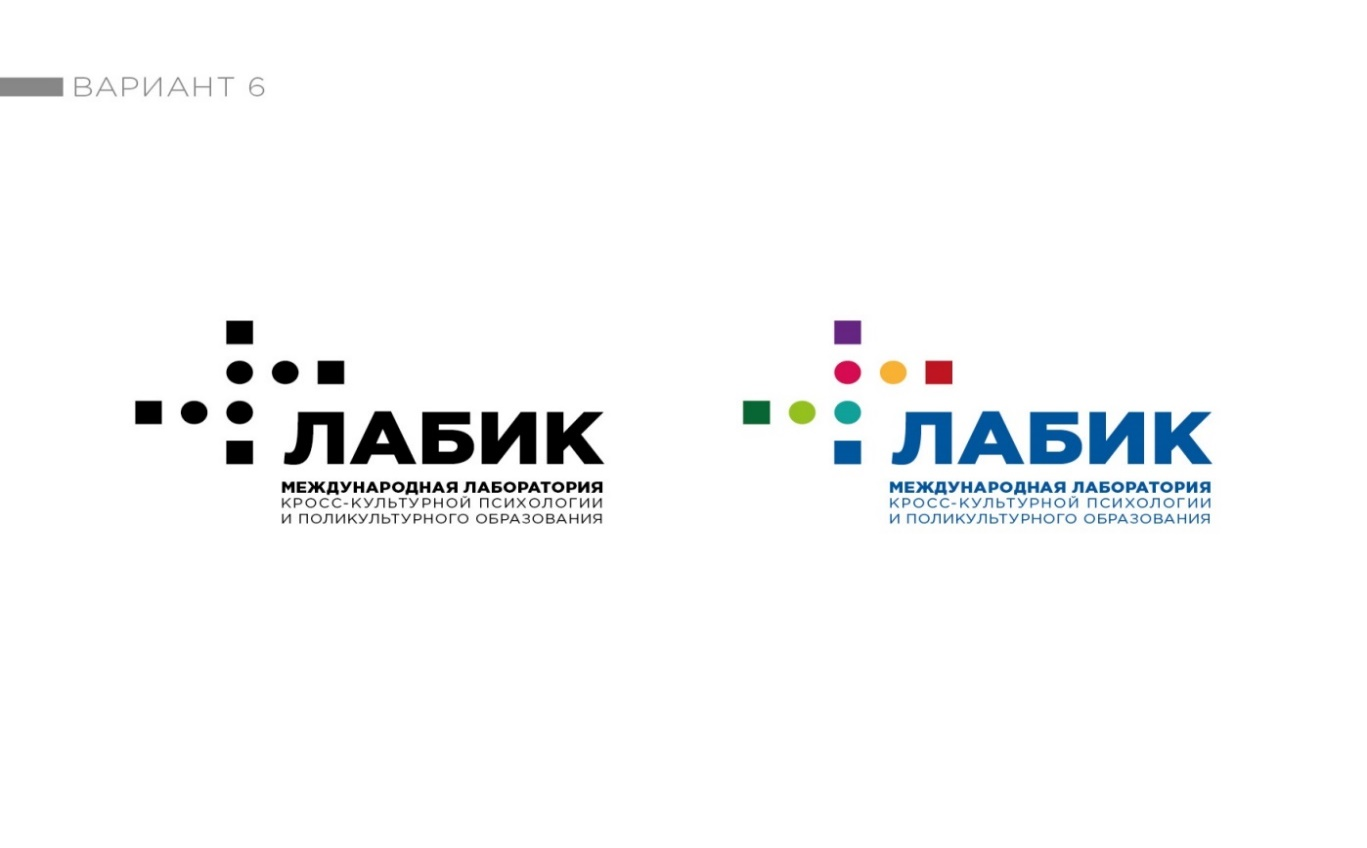 ВАРИАНТ 6
ЛАБИК
МЕЖДУНАРОДНАЯ ЛАБОРАТОРИЯ
КРОСС-КУЛЬТУРНОЙ ПСИХОЛОГИИ
И ПОЛИКУЛЬТУРНОГО ОБРАЗОВАНИЯ
ЛАБИК
МЕЖДУНАРОДНАЯ ЛАБОРАТОРИЯ
КРОСС-КУЛЬТУРНОЙ ПСИХОЛОГИИ
И ПОЛИКУЛЬТУРНОГО ОБРАЗОВАНИЯ